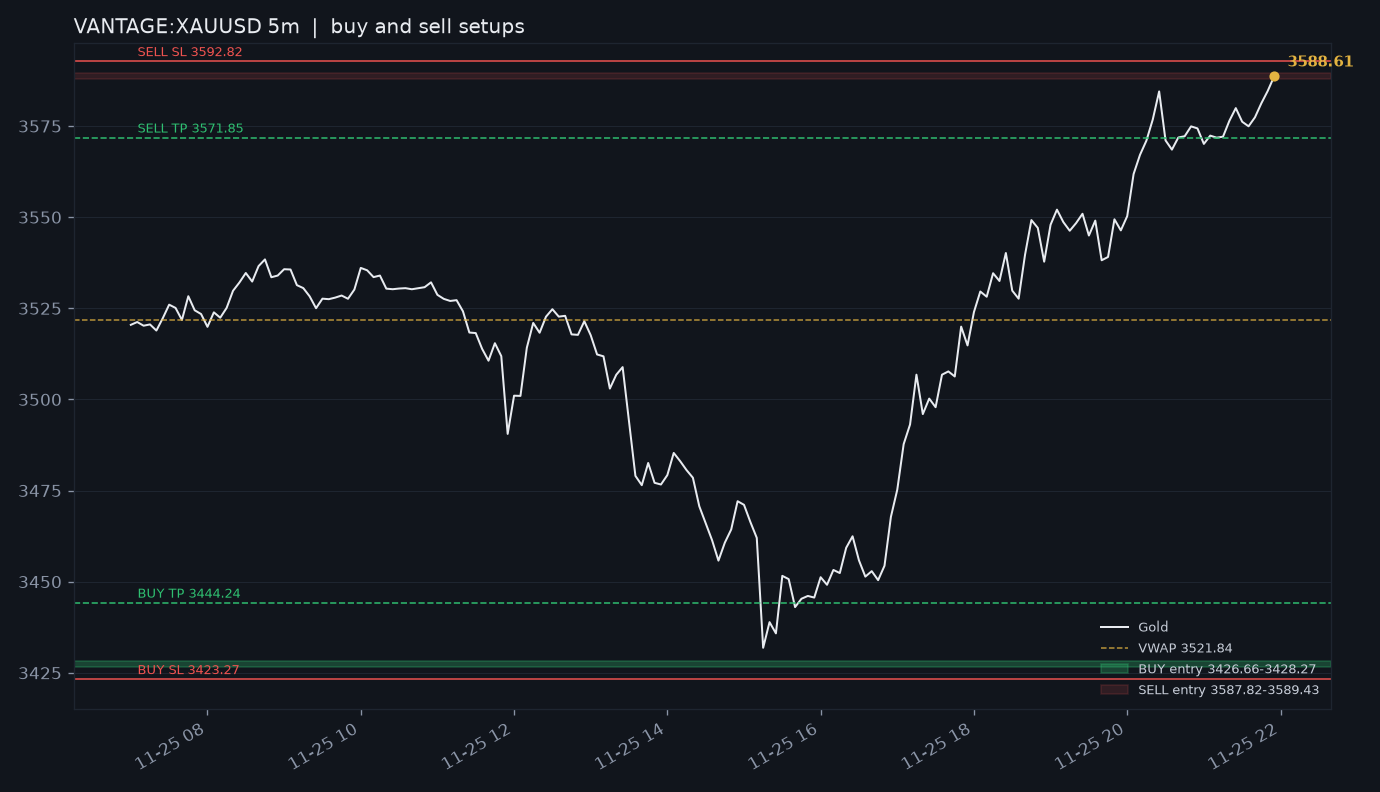 VANTAGE:XAUUSD 5m | buy and sell setups
SELL SL 3592.82
3588.61
3575
SELL TP 3571.85
3550
3525
3500
3475
3450
BUY TP 3444.24
3425
BUY SL 3423.27
Gold
VWAP 3521.84
BUY entry 3426.66-3428.27
SELL entry 3587.82-3589.43
11-25 08
11-25 10
11-25 12
11-25 14
11-25 16
11-25 18
11-25 20
11-25 22